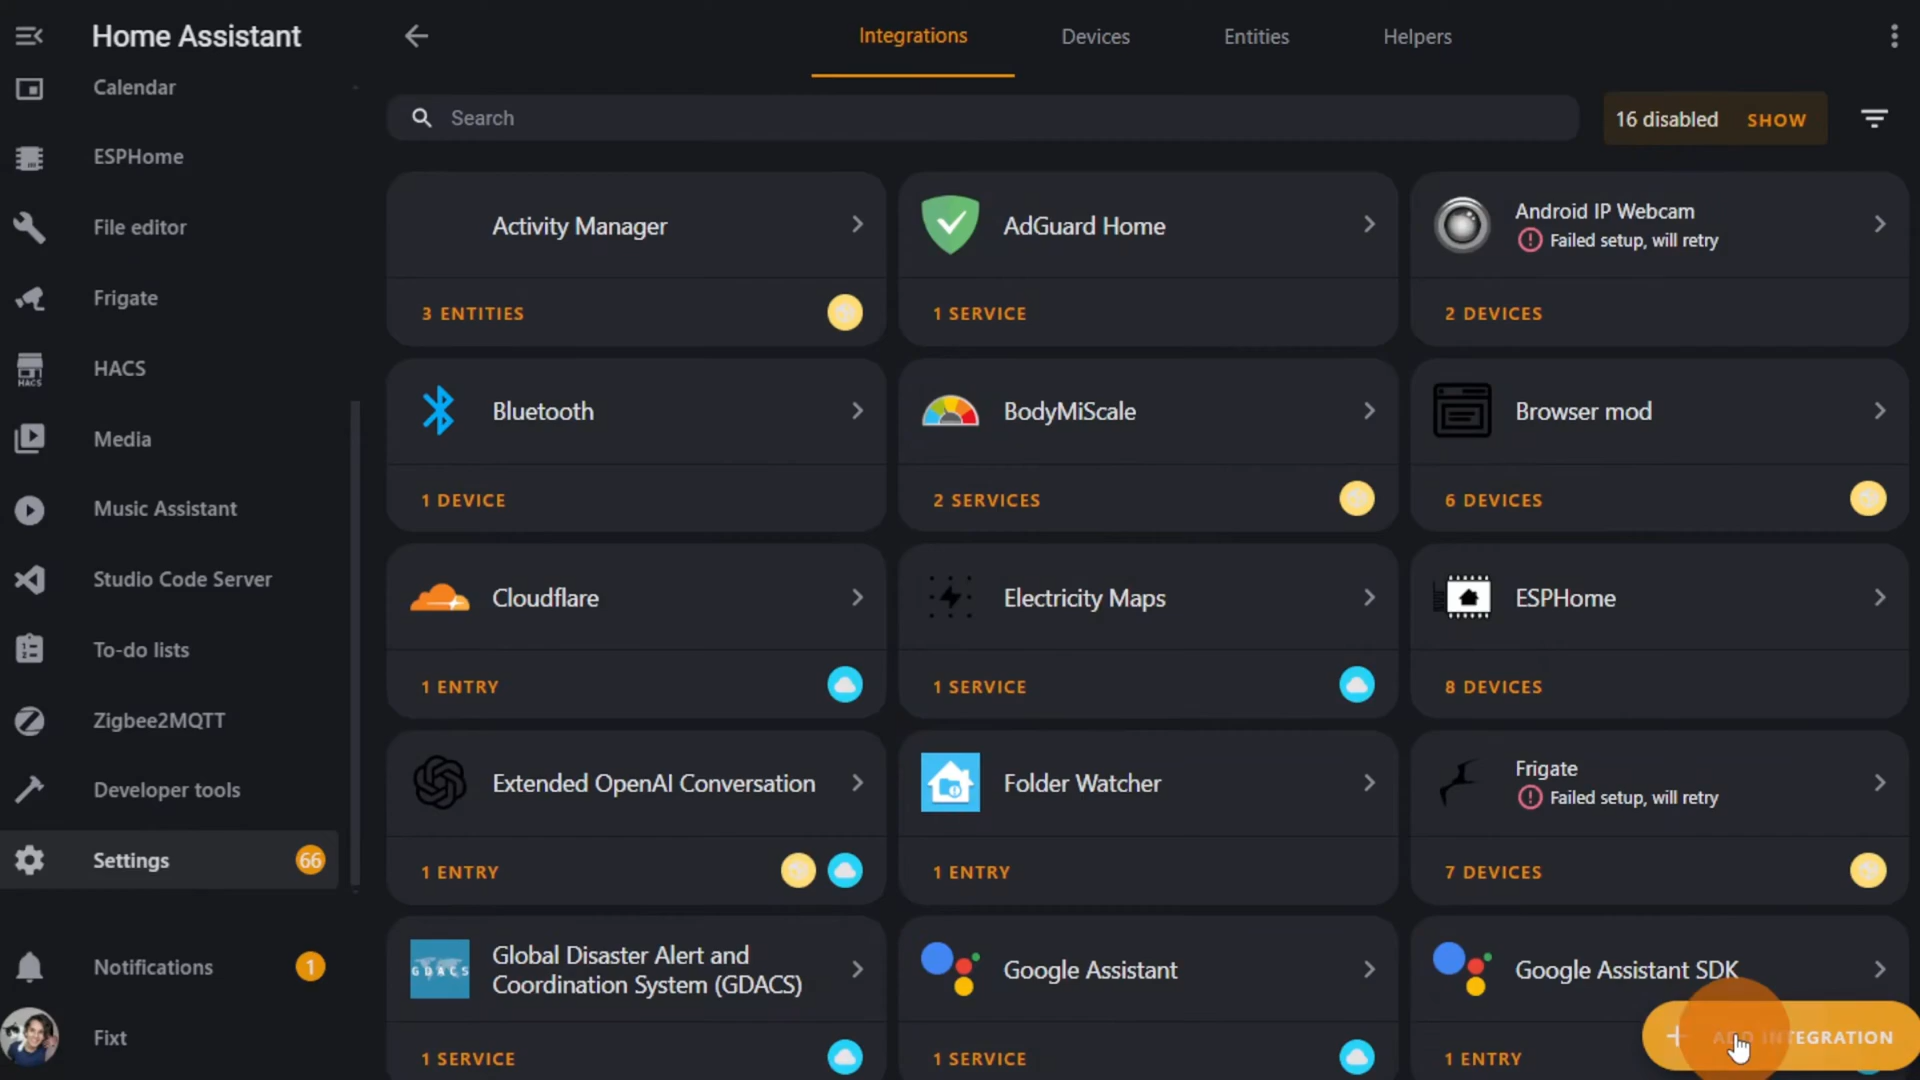 Home Assistant
Calendar
ESPHome
File editor
Frigate
HACS
HACS
Media
Music Assistant
Studio Code Server
To-do lists
Zigbee2MQTT
Developer tools
Settings
66
Notifications
1
Fixt
Integrations
Devices
Entities
Helpers
Search
16 disabled SHOW
Activity Manager
3 ENTITIES
AdGuard Home
1 SERVICE
Android IP Webcam
Failed setup, will retry
2 DEVICES
Bluetooth
1 DEVICE
BodyMiScale
2 SERVICES
Browser mod
6 DEVICES
Cloudflare
1 ENTRY
Electricity Maps
1 SERVICE
ESPHome
8 DEVICES
Extended OpenAI Conversation
1 ENTRY
Folder Watcher
1 ENTRY
Frigate
Failed setup, will retry
7 DEVICES
GDACS
Global Disaster Alert and
Coordination System (GDACS)
1 SERVICE
Google Assistant
1 SERVICE
Google Assistant SDK
1 ENTRY
ADD INTEGRATION